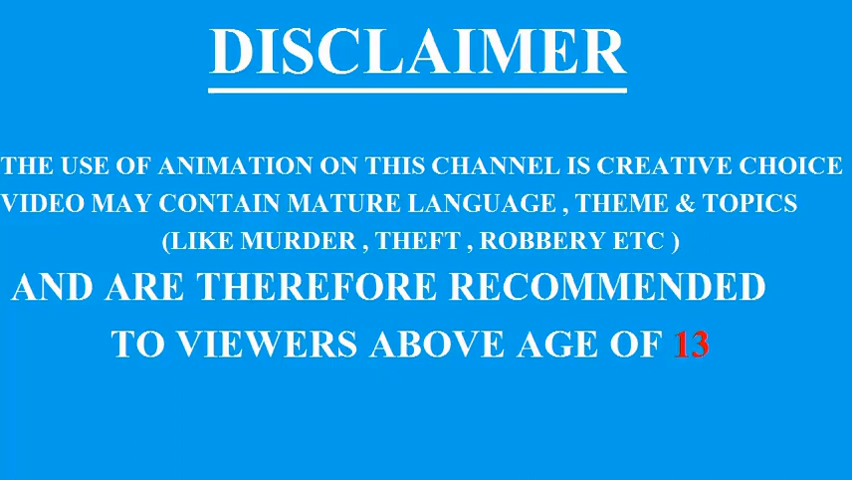 DISCLAIMER
THE USE OF ANIMATION ON THIS CHANNEL IS CREATIVE CHOICE
VIDEO MAY CONTAIN MATURE LANGUAGE , THEME & TOPICS
(LIKE MURDER , THEFT , ROBBERY ETC )
AND ARE THEREFORE RECOMMENDED
TO VIEWERS ABOVE AGE OF 13